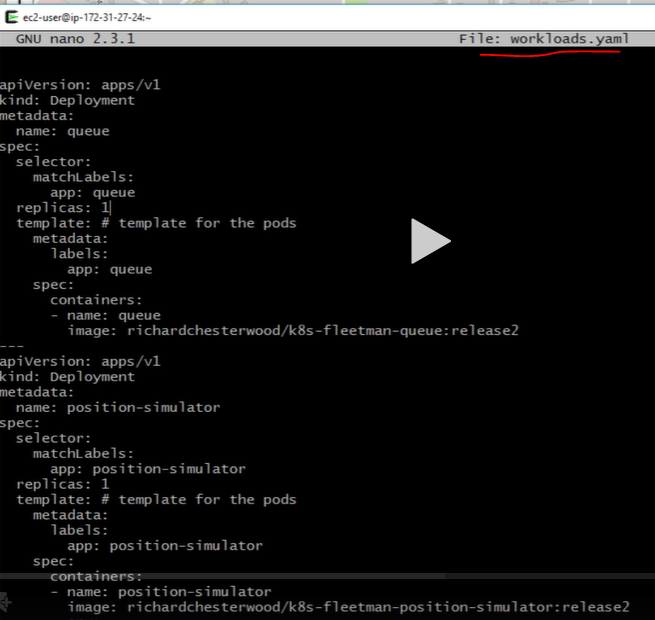 ec2-user@ip-172-31-27-24:~
GNU nano 2.3.1 File: workloads.yaml
apiVersion: apps/v1
kind: Deployment
metadata:
  name: queue
spec:
  selector:
    matchLabels:
      app: queue
  replicas: 1
  template: # template for the pods
    metadata:
      labels:
        app: queue
    spec:
      containers:
      - name: queue
        image: richardchesterwood/k8s-fleetman-queue:release2
---
apiVersion: apps/v1
kind: Deployment
metadata:
  name: position-simulator
spec:
  selector:
    matchLabels:
      app: position-simulator
  replicas: 1
  template: # template for the pods
    metadata:
      labels:
        app: position-simulator
    spec:
      containers:
      - name: position-simulator
        image: richardchesterwood/k8s-fleetman-position-simulator:release2